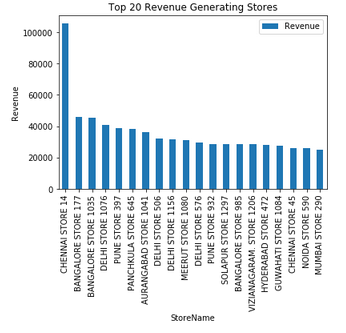 Top 20 Revenue Generating Stores
Revenue
100000
80000
60000
40000
20000
0
Revenue
CHENNAI STORE 14
BANGALORE STORE 177
BANGALORE STORE 1035
DELHI STORE 1076
PUNE STORE 397
PANCHKULA STORE 645
AURANGABAD STORE 1041
DELHI STORE 506
DELHI STORE 1156
MEERUT STORE 1080
DELHI STORE 576
PUNE STORE 932
SOLAPUR STORE 1297
BANGALORE STORE 985
VIZIANAGARAM. STORE 1206
HYDERABAD STORE 472
GUWAHATI STORE 1084
CHENNAI STORE 45
NOIDA STORE 590
MUMBAI STORE 290
StoreName